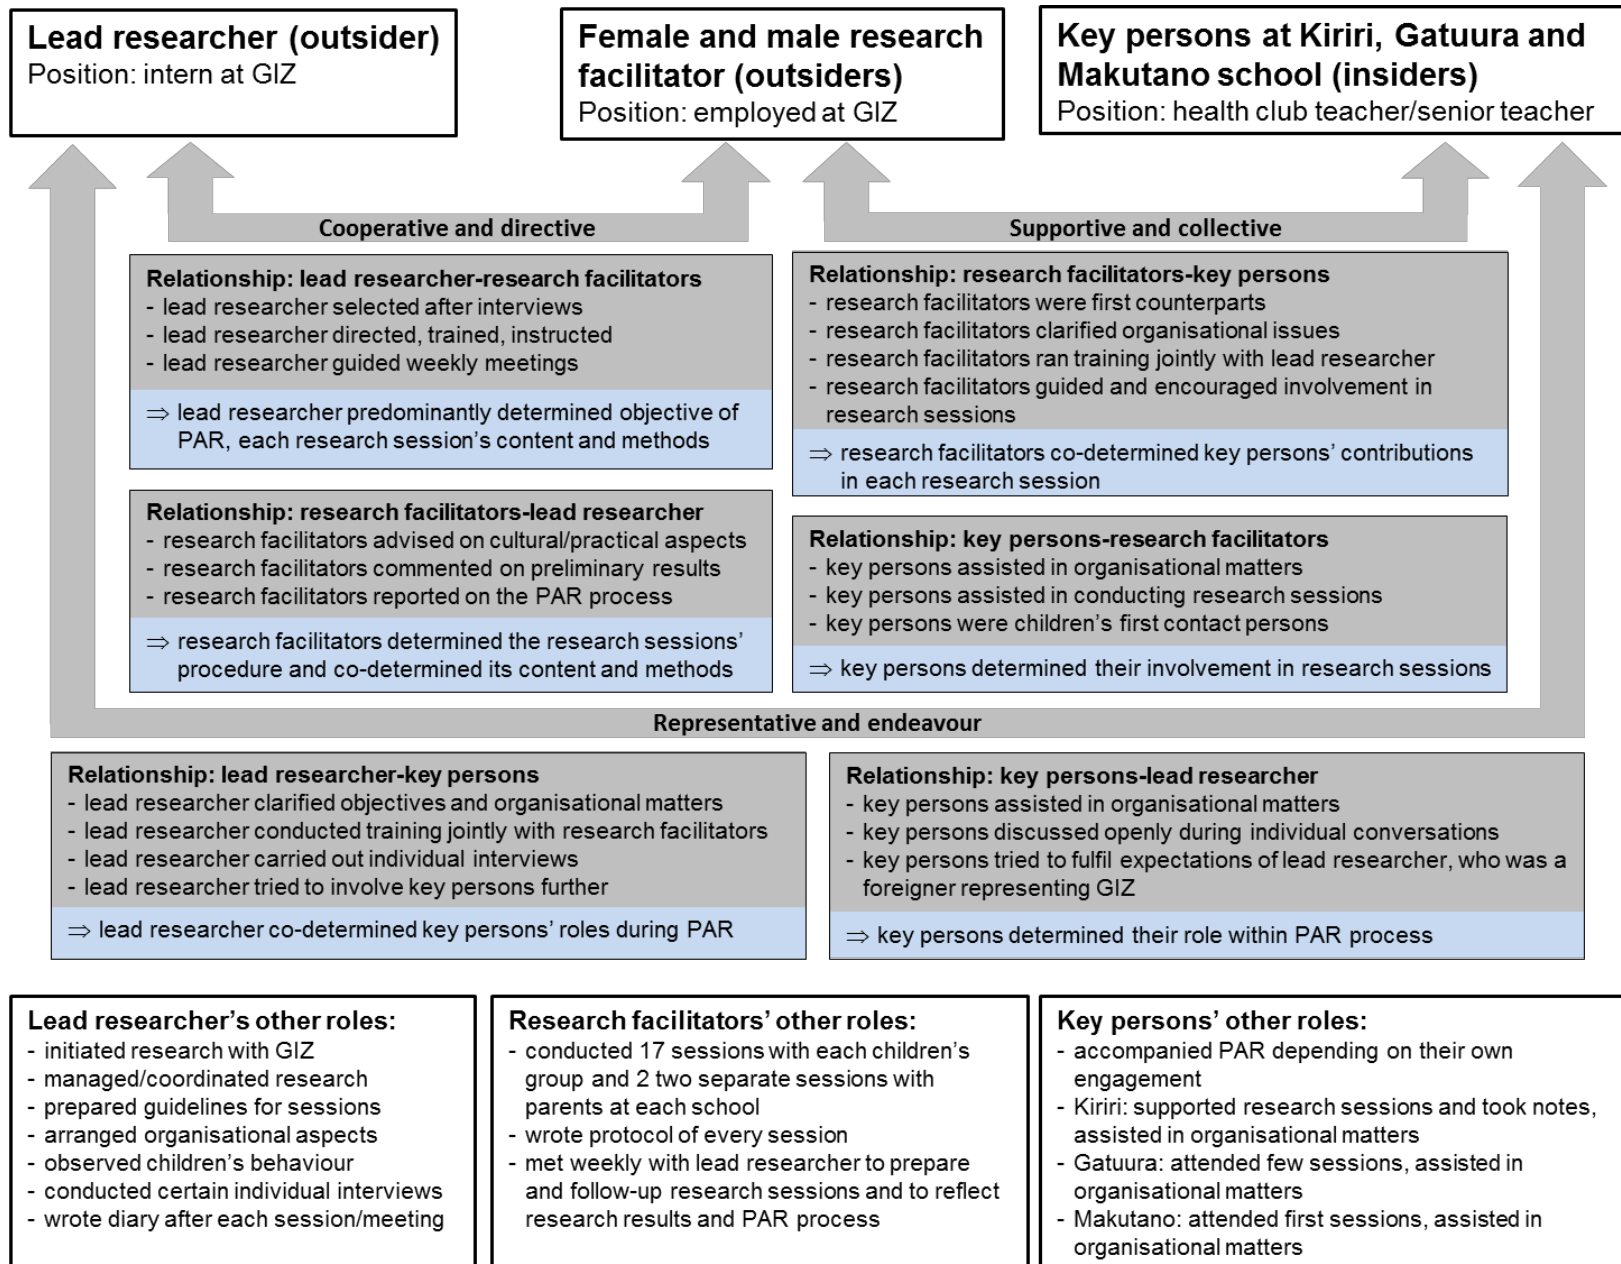 Lead researcher (outsider)
Position: intern at GIZ
Female and male research
facilitator (outsiders)
Position: employed at GIZ
Key persons at Kiriri, Gatuura and
Makutano school (insiders)
Position: health club teacher/senior teacher
Cooperative and directive
Supportive and collective
Relationship: lead researcher-research facilitators
- lead researcher selected after interviews
- lead researcher directed, trained, instructed
- lead researcher guided weekly meetings
⇒ lead researcher predominantly determined objective of
PAR, each research session’s content and methods
Relationship: research facilitators-key persons
- research facilitators were first counterparts
- research facilitators clarified organisational issues
- research facilitators ran training jointly with lead researcher
- research facilitators guided and encouraged involvement in
research sessions
⇒ research facilitators co-determined key persons’ contributions
in each research session
Relationship: research facilitators-lead researcher
- research facilitators advised on cultural/practical aspects
- research facilitators commented on preliminary results
- research facilitators reported on the PAR process
⇒ research facilitators determined the research sessions’
procedure and co-determined its content and methods
Relationship: key persons-research facilitators
- key persons assisted in organisational matters
- key persons assisted in conducting research sessions
- key persons were children’s first contact persons
⇒ key persons determined their involvement in research sessions
Representative and endeavour
Relationship: lead researcher-key persons
- lead researcher clarified objectives and organisational matters
- lead researcher conducted training jointly with research facilitators
- lead researcher carried out individual interviews
- lead researcher tried to involve key persons further
⇒ lead researcher co-determined key persons’ roles during PAR
Relationship: key persons-lead researcher
- key persons assisted in organisational matters
- key persons discussed openly during individual conversations
- key persons tried to fulfil expectations of lead researcher, who was a
foreigner representing GIZ
⇒ key persons determined their role within PAR process
Lead researcher’s other roles:
- initiated research with GIZ
- managed/coordinated research
- prepared guidelines for sessions
- arranged organisational aspects
- observed children’s behaviour
- conducted certain individual interviews
- wrote diary after each session/meeting
Research facilitators’ other roles:
- conducted 17 sessions with each children’s
group and 2 two separate sessions with
parents at each school
- wrote protocol of every session
- met weekly with lead researcher to prepare
and follow-up research sessions and to reflect
research results and PAR process
Key persons’ other roles:
- accompanied PAR depending on their own
engagement
- Kiriri: supported research sessions and took notes,
assisted in organisational matters
- Gatuura: attended few sessions, assisted in
organisational matters
- Makutano: attended first sessions, assisted in
organisational matters